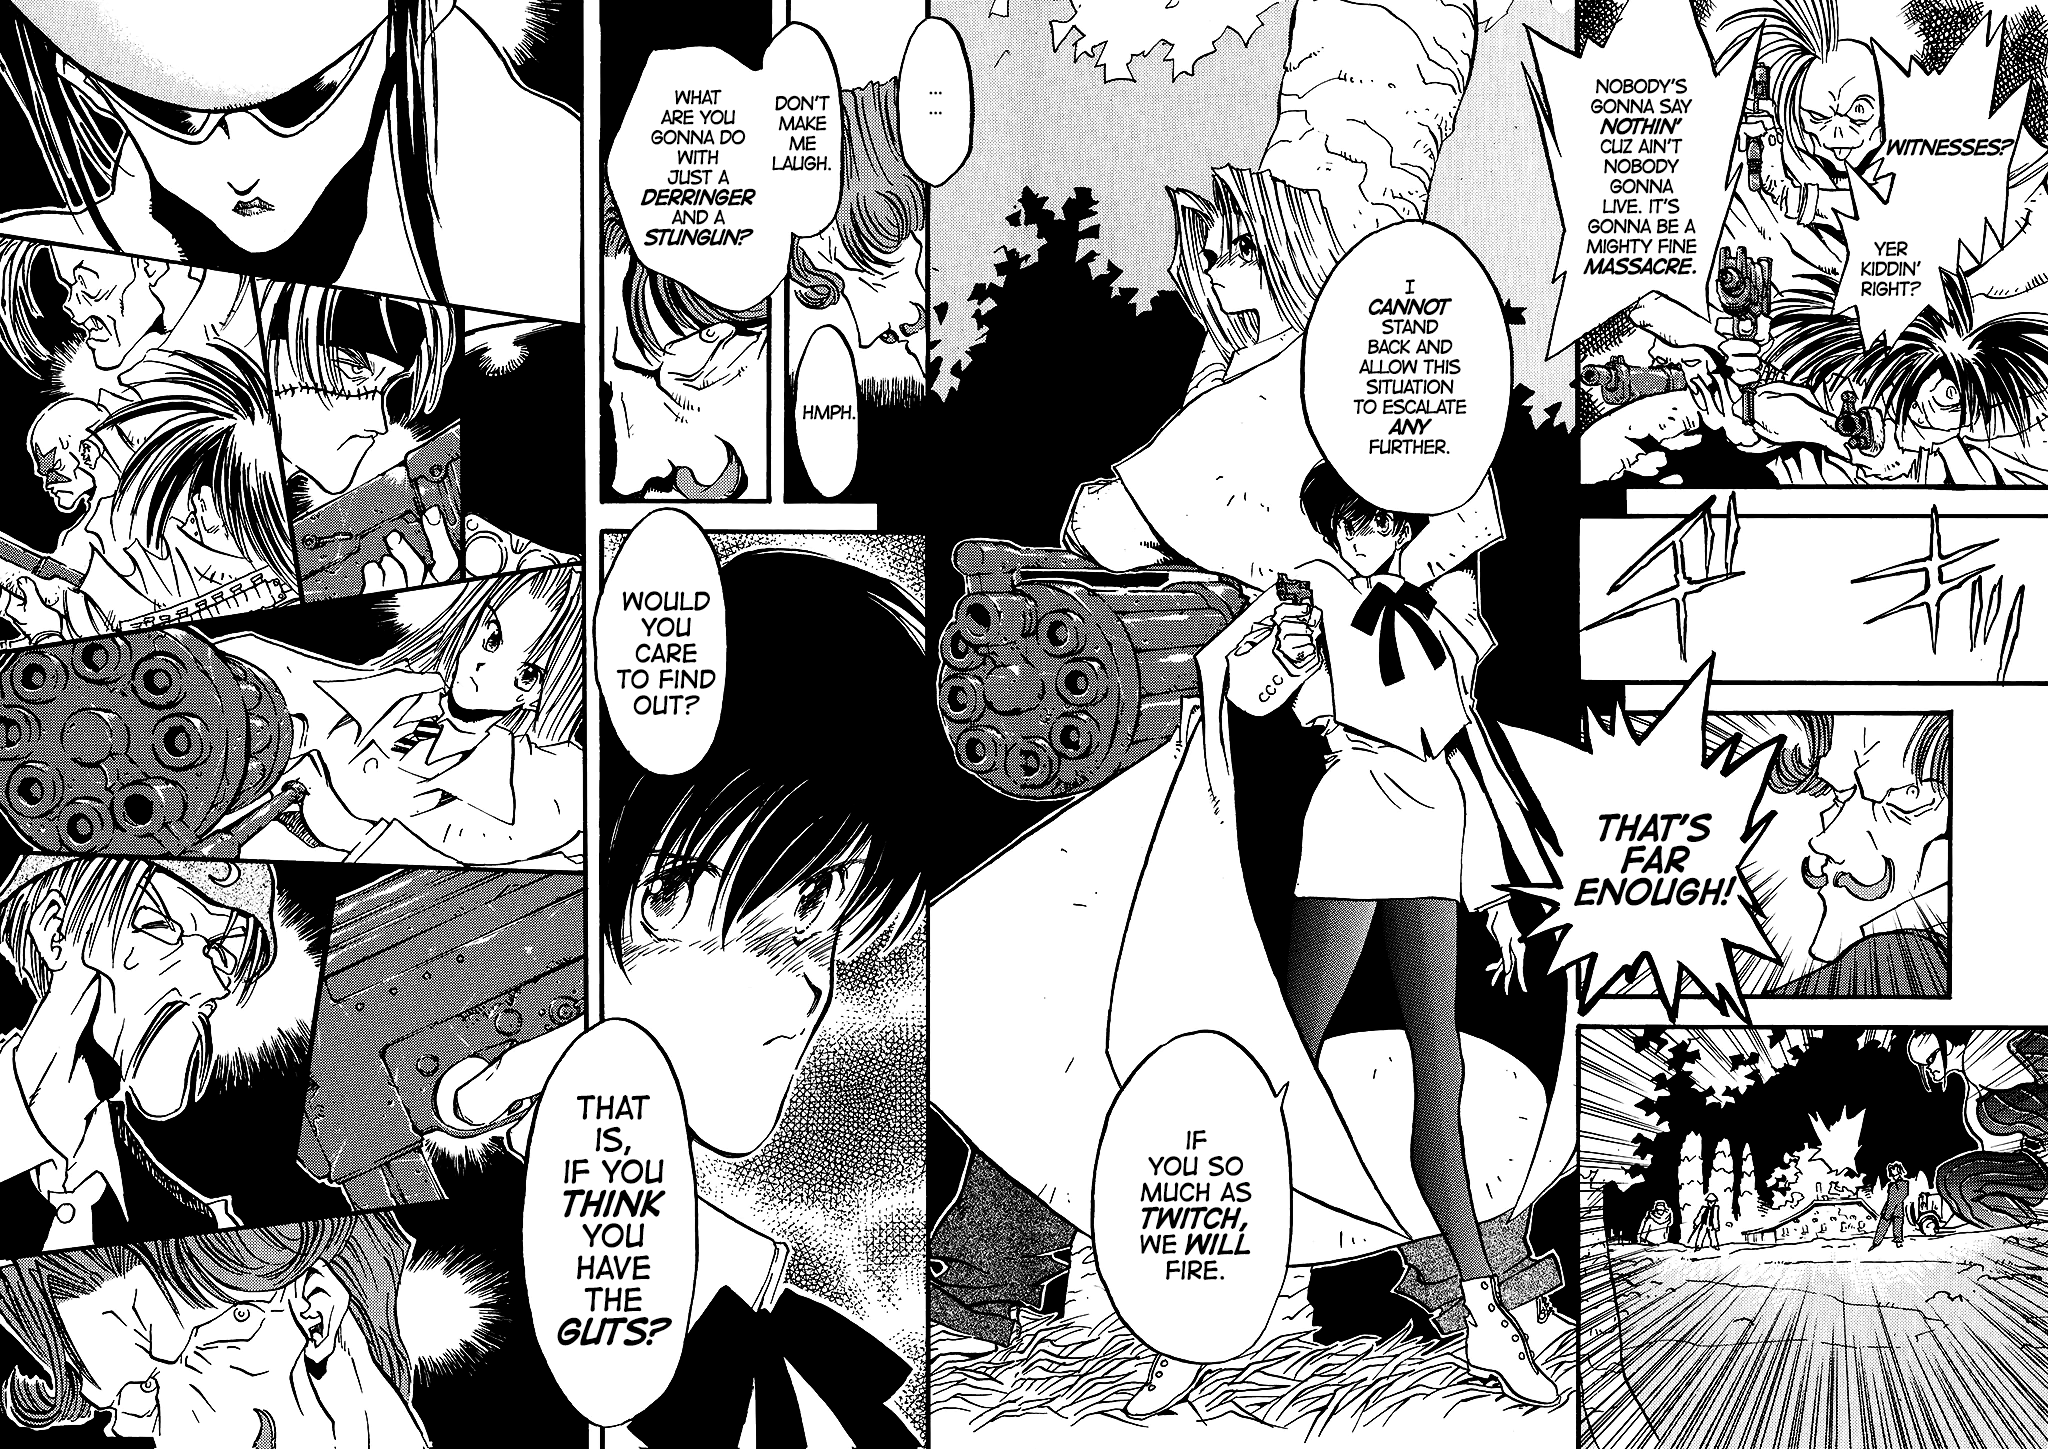 WITNESSES?
YER
KIDDIN'
RIGHT?
NOBODY'S
GONNA SAY
NOTHIN'
CUZ AIN'T
NOBODY
GONNA
LIVE. IT'S
GONNA BE A
MIGHTY FINE
MASSACRE.
THAT'S
FAR
ENOUGH!
I
CANNOT
STAND
BACK AND
ALLOW THIS
SITUATION
TO ESCALATE
ANY
FURTHER.
IF
YOU SO
MUCH AS
TWITCH,
WE WILL
FIRE.
...
...
HMPH.
DON'T
MAKE
ME
LAUGH.
WHAT
ARE YOU
GONNA DO
WITH
JUST A
DERRINGER
AND A
STUNGUN?
WOULD
YOU
CARE
TO FIND
OUT?
THAT
IS,
IF YOU
THINK
YOU
HAVE
THE
GUTS?